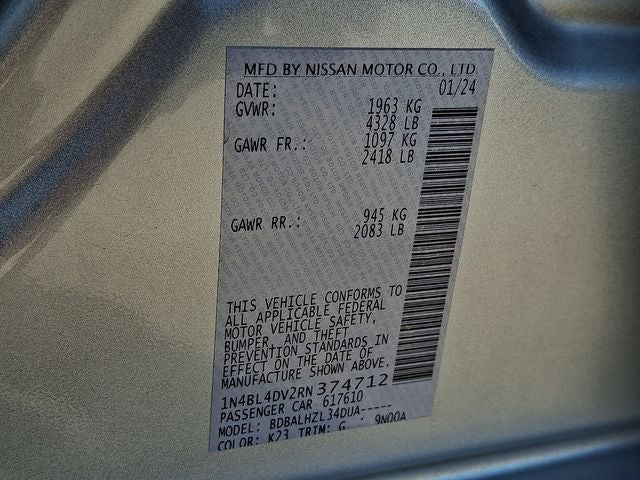 MFD BY NISSAN MOTOR CO., LTD.
DATE: 01/24
GVWR: 1963 KG
4328 LB
GAWR FR.: 1097 KG
2418 LB
GAWR RR.: 945 KG
2083 LB
THIS VEHICLE CONFORMS TO
ALL APPLICABLE FEDERAL
MOTOR VEHICLE SAFETY,
BUMPER, AND THEFT
PREVENTION STANDARDS IN
EFFECT ON THE DATE OF
MANUFACTURE SHOWN ABOVE.
1N4BL4DV2RN374712
PASSENGER CAR 617610
MODEL: BDBALHZL34DUA-----
COLOR: K23 TRIM: G : 9N00A